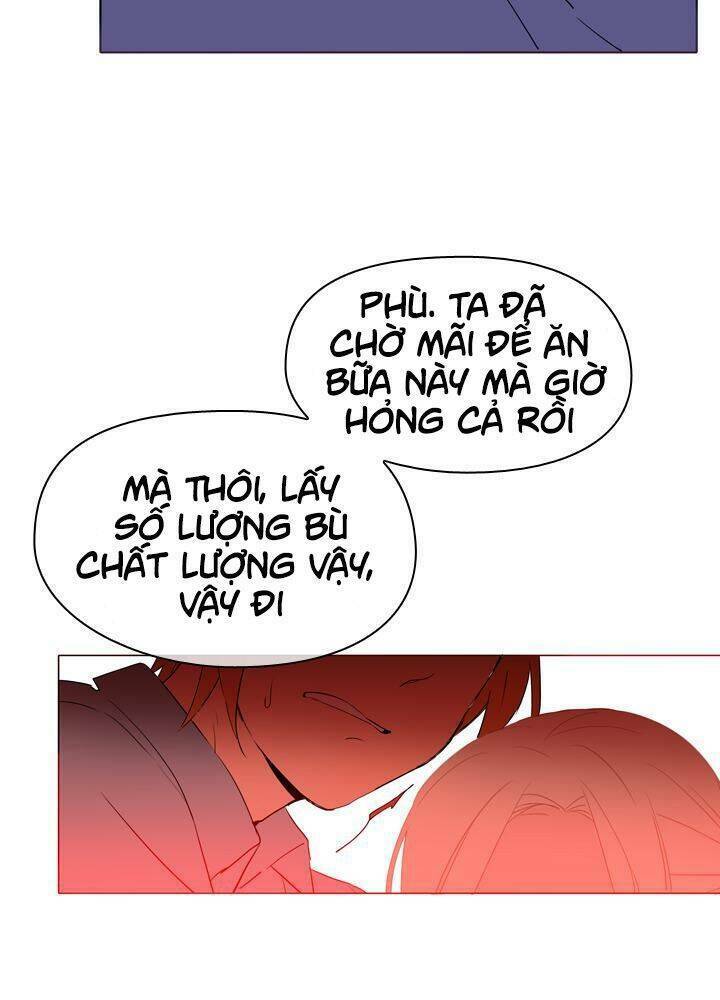 PHÙ. TA ĐÃ
CHỜ MÃI ĐỂ ĂN
BỮA NÀY MÀ GIỜ
HỎNG CẢ RỒI
MÀ THÔI, LẤY
SỐ LƯỢNG BÙ
CHẤT LƯỢNG VẬY,
VẬY ĐI